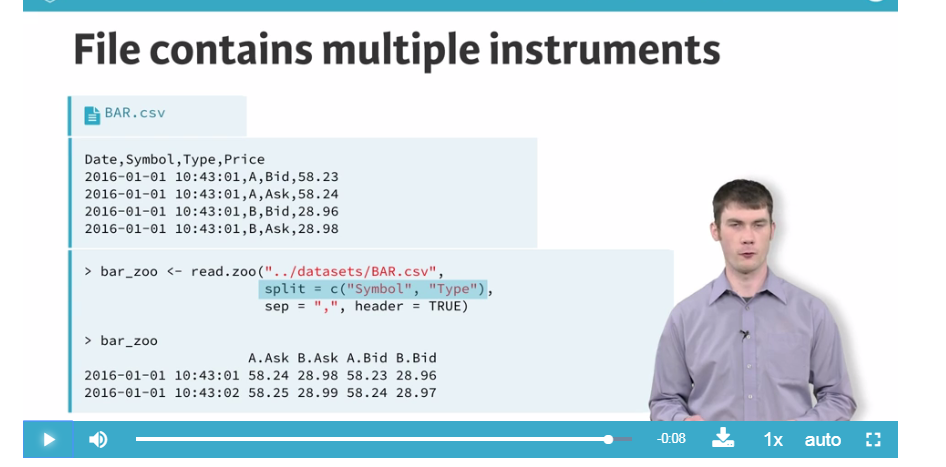 File contains multiple instruments
BAR.csv
Date,Symbol,Type,Price
2016-01-01 10:43:01,A,Bid,58.23
2016-01-01 10:43:01,A,Ask,58.24
2016-01-01 10:43:01,B,Bid,28.96
2016-01-01 10:43:01,B,Ask,28.98
> bar_zoo <- read.zoo("../datasets/BAR.csv",
split = c("Symbol", "Type"),
sep = ",", header = TRUE)
> bar_zoo
A.Ask B.Ask A.Bid B.Bid
2016-01-01 10:43:01 58.24 28.98 58.23 28.96
2016-01-01 10:43:02 58.25 28.99 58.24 28.97
-0:08 1x auto